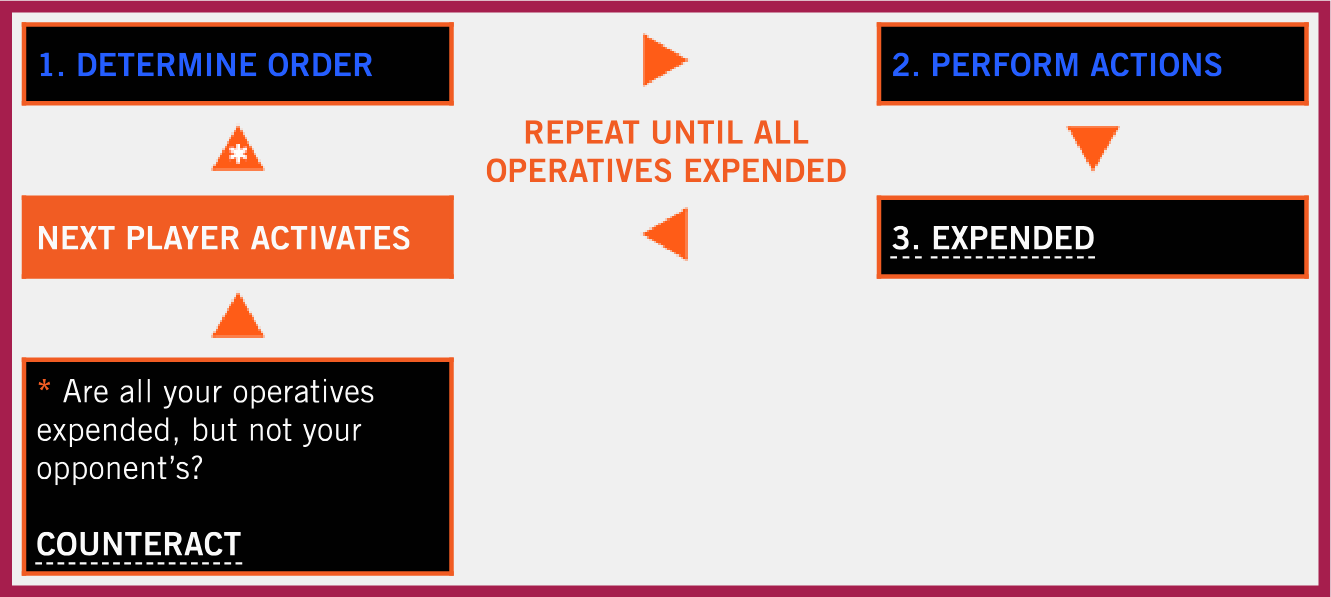 1. DETERMINE ORDER
2. PERFORM ACTIONS
REPEAT UNTIL ALL
OPERATIVES EXPENDED
*
NEXT PLAYER ACTIVATES
3. EXPENDED
* Are all your operatives
expended, but not your
opponent’s?
COUNTERACT